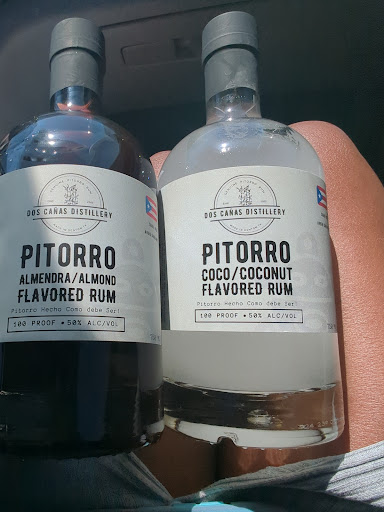 DOS CAÑAS DISTILLERY
PITORRO
ALMENDRA/ALMOND
FLAVORED RUM
Pitorro Hecho Como debe Ser!
100 PROOF • 50% ALC/VOL
DOS CAÑAS DISTILLERY
PITORRO
COCO/COCONUT
FLAVORED RUM
Pitorro Hecho Como debe Ser!
100 PROOF • 50% ALC/VOL